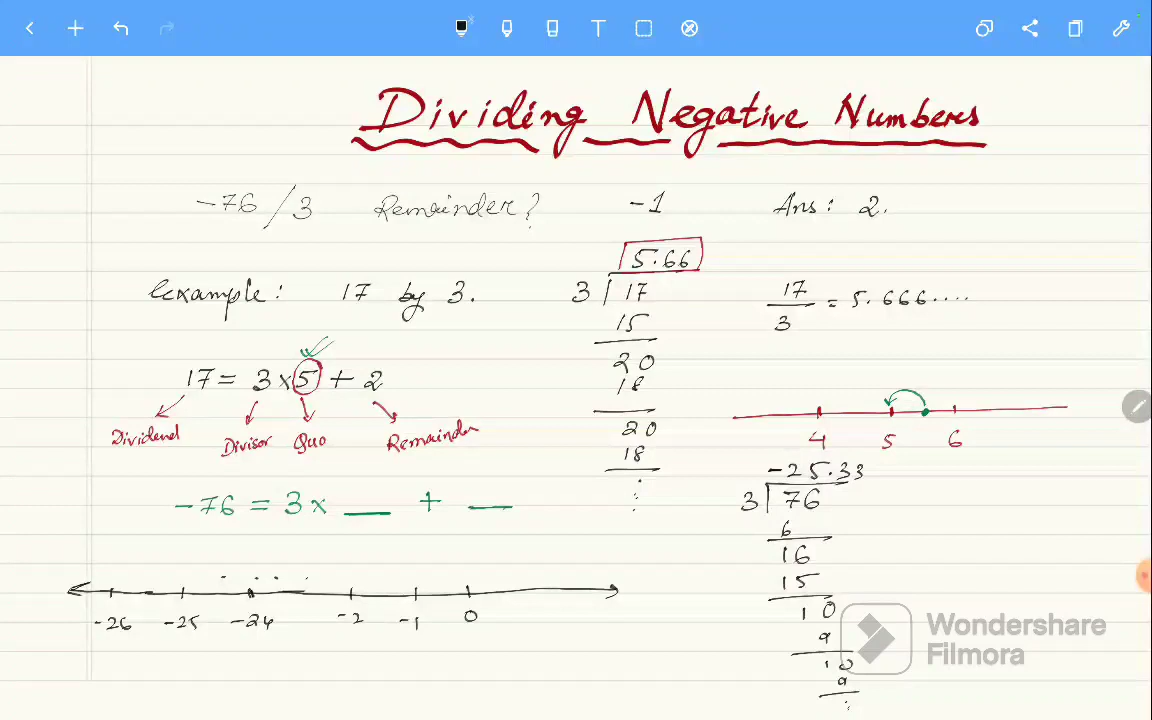 Dividing Negative Numberes
-76/3 Remainder? -1 Ans: 2.
5.66
Example: 17 by 3.
3 | 17
15
20
18
20
18
⋮
17/3 = 5.666....
17 = 3 × 5 + 2
Dividend Divisor Quo Remainder
4 5 6
-76 = 3 × __ + __
-25.33
3 | 76
6
16
15
10
9
10
9
⋮
-26 -25 -24 -2 -1 0
Wondershare
Filmora